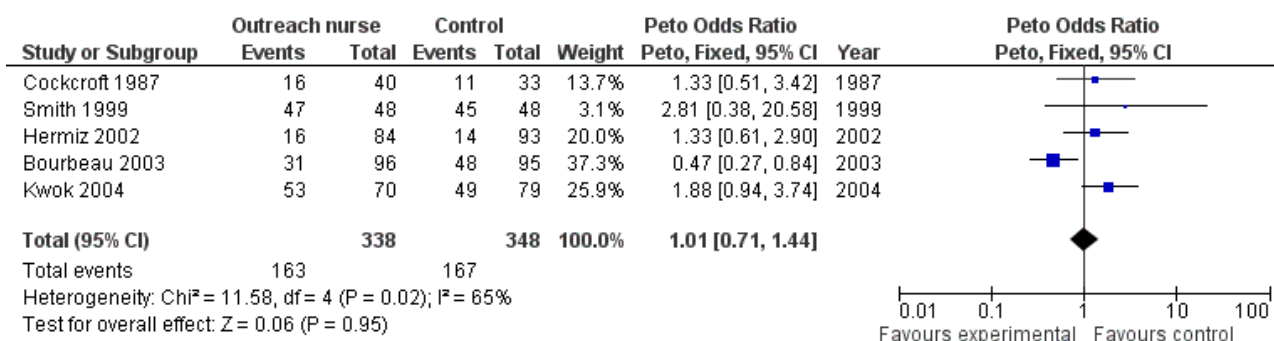 Outreach nurse Control Peto Odds Ratio Peto Odds Ratio
Study or Subgroup Events Total Events Total Weight Peto, Fixed, 95% CI Year Peto, Fixed, 95% CI
Cockcroft 1987 16 40 11 33 13.7% 1.33 [0.51, 3.42] 1987
Smith 1999 47 48 45 48 3.1% 2.81 [0.38, 20.58] 1999
Hermiz 2002 16 84 14 93 20.0% 1.33 [0.61, 2.90] 2002
Bourbeau 2003 31 96 48 95 37.3% 0.47 [0.27, 0.84] 2003
Kwok 2004 53 70 49 79 25.9% 1.88 [0.94, 3.74] 2004
Total (95% CI) 338 348 100.0% 1.01 [0.71, 1.44]
Total events 163 167
Heterogeneity: Chi² = 11.58, df = 4 (P = 0.02); I² = 65%
Test for overall effect: Z = 0.06 (P = 0.95)
0.01 0.1 1 10 100
Favours experimental Favours control